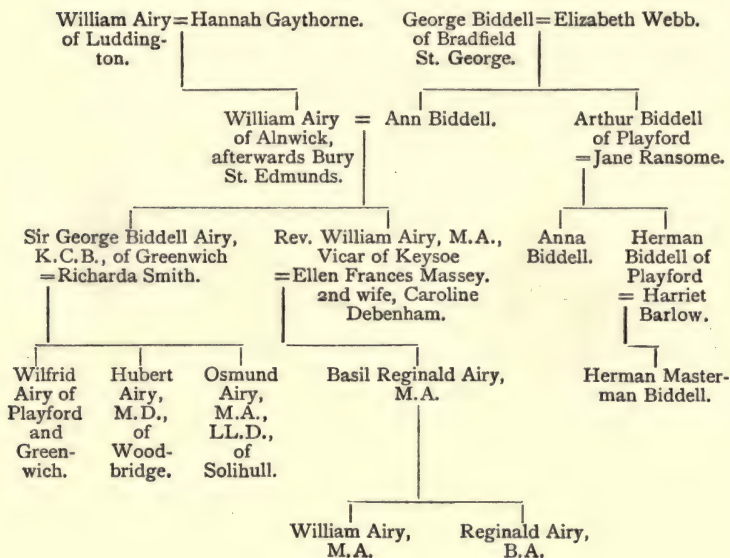 William Airy = Hannah Gaythorne.
of Ludding-
ton.
George Biddell = Elizabeth Webb.
of Bradfield
St. George.
William Airy = Ann Biddell.
of Alnwick,
afterwards Bury
St. Edmunds.
Arthur Biddell
of Playford
=Jane Ransome.
Sir George Biddell Airy,
K.C.B., of Greenwich
=Richarda Smith.
Rev. William Airy, M.A.,
Vicar of Keysoe
=Ellen Frances Massey.
2nd wife, Caroline
Debenham.
Anna
Biddell.
Herman
Biddell of
Playford
= Harriet
Barlow.
Wilfrid
Airy of
Playford
and
Green-
wich.
Hubert
Airy,
M.D.,
of
Wood-
bridge.
Osmund
Airy,
M.A.,
LL.D.,
of
Solihull.
Basil Reginald Airy,
M.A.
Herman Master-
man Biddell.
William Airy,
M.A.
Reginald Airy,
B.A.